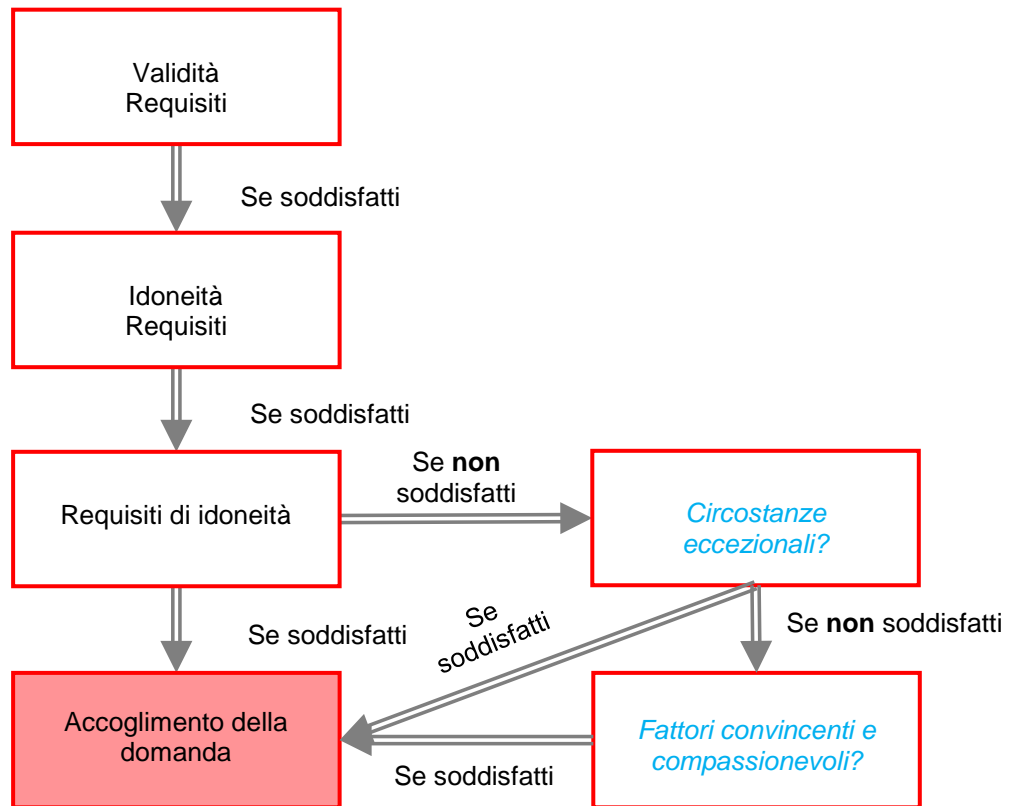 Validità
Requisiti
Se soddisfatti
Idoneità
Requisiti
Se soddisfatti
Requisiti di idoneità
Se non
soddisfatti
Circostanze
eccezionali?
Se soddisfatti
Se
soddisfatti
Se non soddisfatti
Accoglimento della
domanda
Se soddisfatti
Fattori convincenti e
compassionevoli?